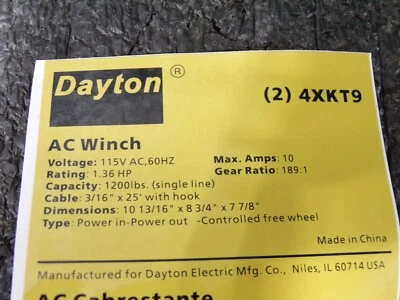 Dayton ®
(2) 4XKT9
AC Winch
Voltage: 115V AC,60HZ
Max. Amps: 10
Rating: 1.36 HP
Gear Ratio: 189:1
Capacity: 1200lbs. (single line)
Cable: 3/16" x 25' with hook
Dimensions: 10 13/16" x 8 3/4" x 7 7/8"
Type: Power in-Power out -Controlled free wheel
Made in China
Manufactured for Dayton Electric Mfg. Co., Niles, IL 60714 USA
AC Cabrestante